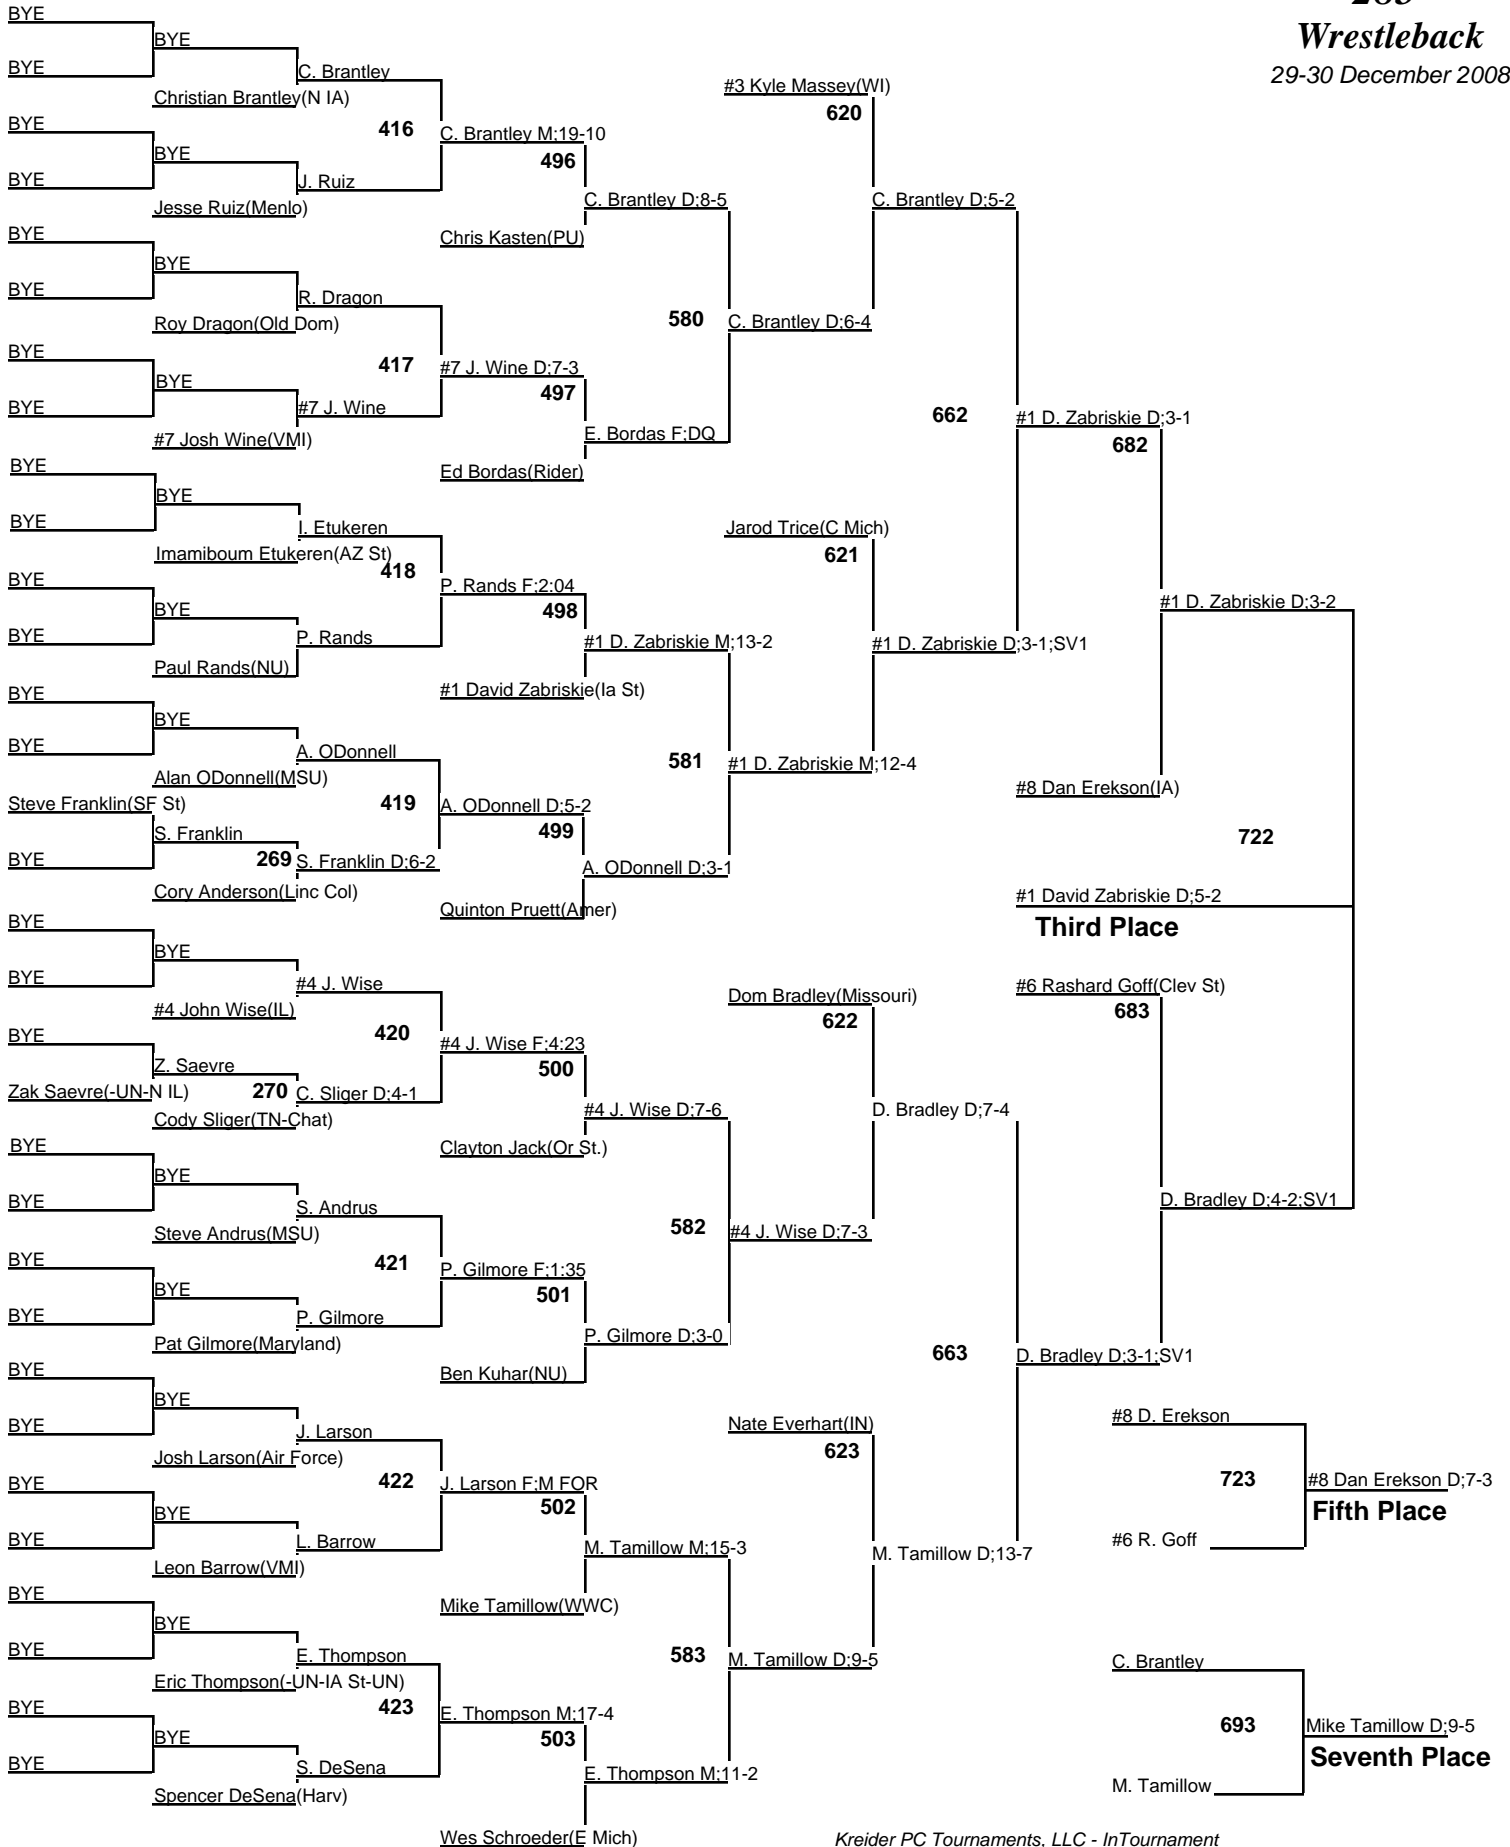 BYE
BYE
BYE
C. Brantley
Christian Brantley(N IA)
BYE
BYE
BYE
J. Ruiz
Jesse Ruiz(Menlo)
416
C. Brantley M;19-10
496
C. Brantley D;8-5
Chris Kasten(PU)
#3 Kyle Massey(WI)
620
C. Brantley D;5-2
Wrestleback
29-30 December 2008
BYE
BYE
BYE
R. Dragon
Roy Dragon(Old Dom)
BYE
BYE
BYE
#7 J. Wine
#7 Josh Wine(VMI)
417
#7 J. Wine D;7-3
497
E. Bordas F;DQ
Ed Bordas(Rider)
580
C. Brantley D;6-4
662
#1 D. Zabriskie D;3-1
682
BYE
BYE
BYE
I. Etukeren
Imamiboum Etukeren(AZ St)
418
BYE
BYE
BYE
P. Rands
Paul Rands(NU)
P. Rands F;2:04
498
#1 D. Zabriskie M;13-2
#1 David Zabriskie(Ia St)
Jarod Trice(C Mich)
621
#1 D. Zabriskie D;3-1;SV1
#1 D. Zabriskie D;3-2
BYE
BYE
BYE
A. ODonnell
Alan ODonnell(MSU)
Steve Franklin(SF St)
S. Franklin
BYE
269
S. Franklin D;6-2
Cory Anderson(Linc Col)
419
A. ODonnell D;5-2
499
A. ODonnell D;3-1
Quinton Pruett(Amer)
581
#1 D. Zabriskie M;12-4
#8 Dan Erekson(IA)
722
#1 David Zabriskie D;5-2
Third Place
BYE
BYE
BYE
#4 J. Wise
#4 John Wise(IL)
BYE
Z. Saevre
Zak Saevre(-UN-N IL)
270
C. Sliger D;4-1
Cody Sliger(TN-Chat)
420
#4 J. Wise F;4:23
500
#4 J. Wise D;7-6
Clayton Jack(Or St.)
Dom Bradley(Missouri)
622
D. Bradley D;7-4
#6 Rashard Goff(Clev St)
683
D. Bradley D;4-2;SV1
BYE
BYE
BYE
S. Andrus
Steve Andrus(MSU)
BYE
BYE
BYE
P. Gilmore
Pat Gilmore(Maryland)
421
P. Gilmore F;1:35
501
P. Gilmore D;3-0
Ben Kuhar(NU)
582
#4 J. Wise D;7-3
663
D. Bradley D;3-1;SV1
BYE
BYE
BYE
J. Larson
Josh Larson(Air Force)
BYE
BYE
BYE
L. Barrow
Leon Barrow(VMI)
422
J. Larson F;M FOR
502
M. Tamillow M;15-3
Mike Tamillow(WWC)
Nate Everhart(IN)
623
M. Tamillow D;13-7
#8 D. Erekson
723
#8 Dan Erekson D;7-3
Fifth Place
#6 R. Goff
BYE
BYE
BYE
E. Thompson
Eric Thompson(-UN-IA St-UN)
BYE
BYE
BYE
S. DeSena
Spencer DeSena(Harv)
423
E. Thompson M;17-4
503
E. Thompson M;11-2
Wes Schroeder(E Mich)
583
M. Tamillow D;9-5
C. Brantley
693
Mike Tamillow D;9-5
Seventh Place
M. Tamillow
Kreider PC Tournaments, LLC - InTournament